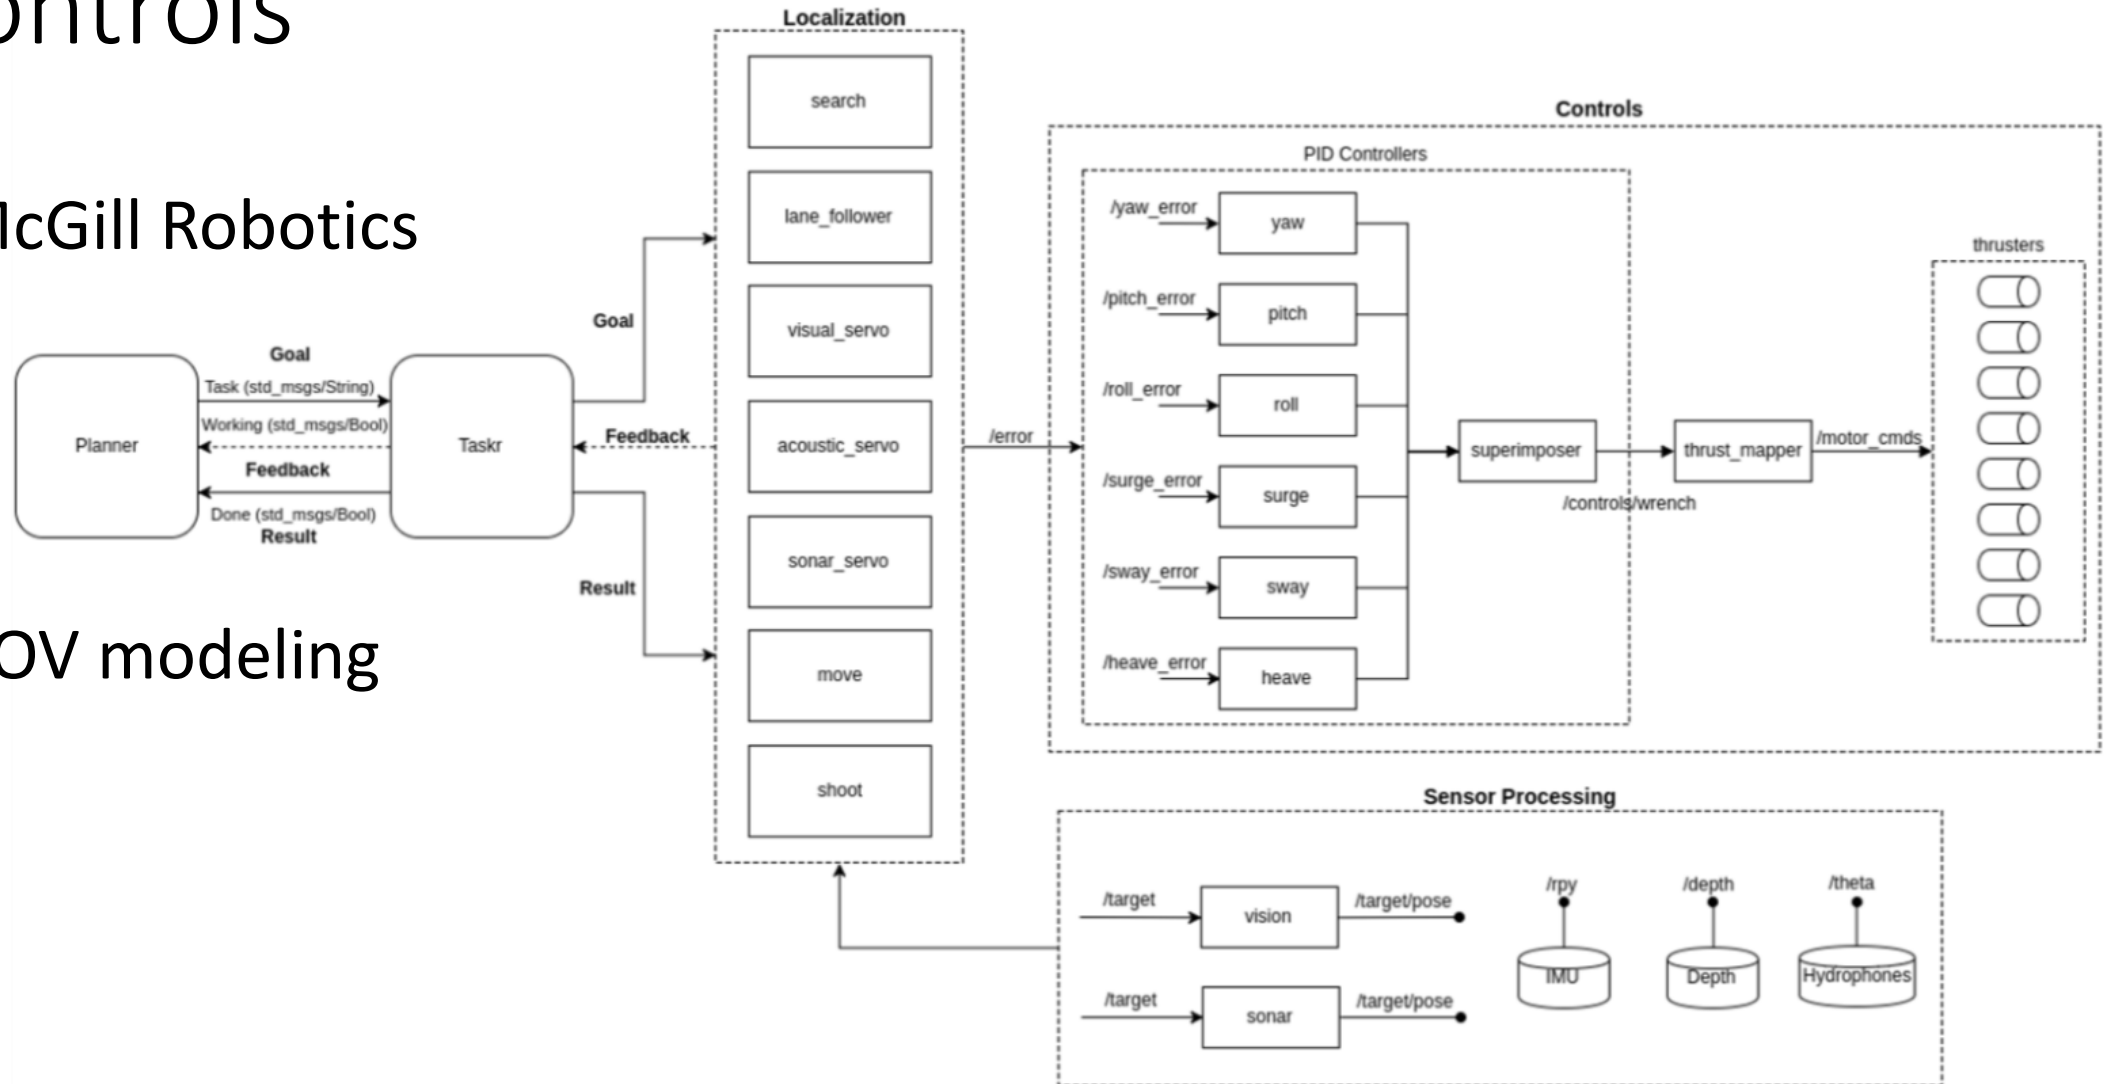 ontrols
cGill Robotics
OV modeling
Planner
Goal
Task (std_msgs/String)
Working (std_msgs/Bool)
Feedback
Done (std_msgs/Bool)
Result
Taskr
Goal
Feedback
Result
Localization
search
lane_follower
visual_servo
acoustic_servo
sonar_servo
move
shoot
/error
Controls
PID Controllers
/yaw_error
yaw
/pitch_error
pitch
/roll_error
roll
/surge_error
surge
/sway_error
sway
/heave_error
heave
superimposer
/controls/wrench
thrust_mapper
/motor_cmds
thrusters
Sensor Processing
/target
vision
/target/pose
/target
sonar
/target/pose
/rpy
IMU
/depth
Depth
/theta
Hydrophones